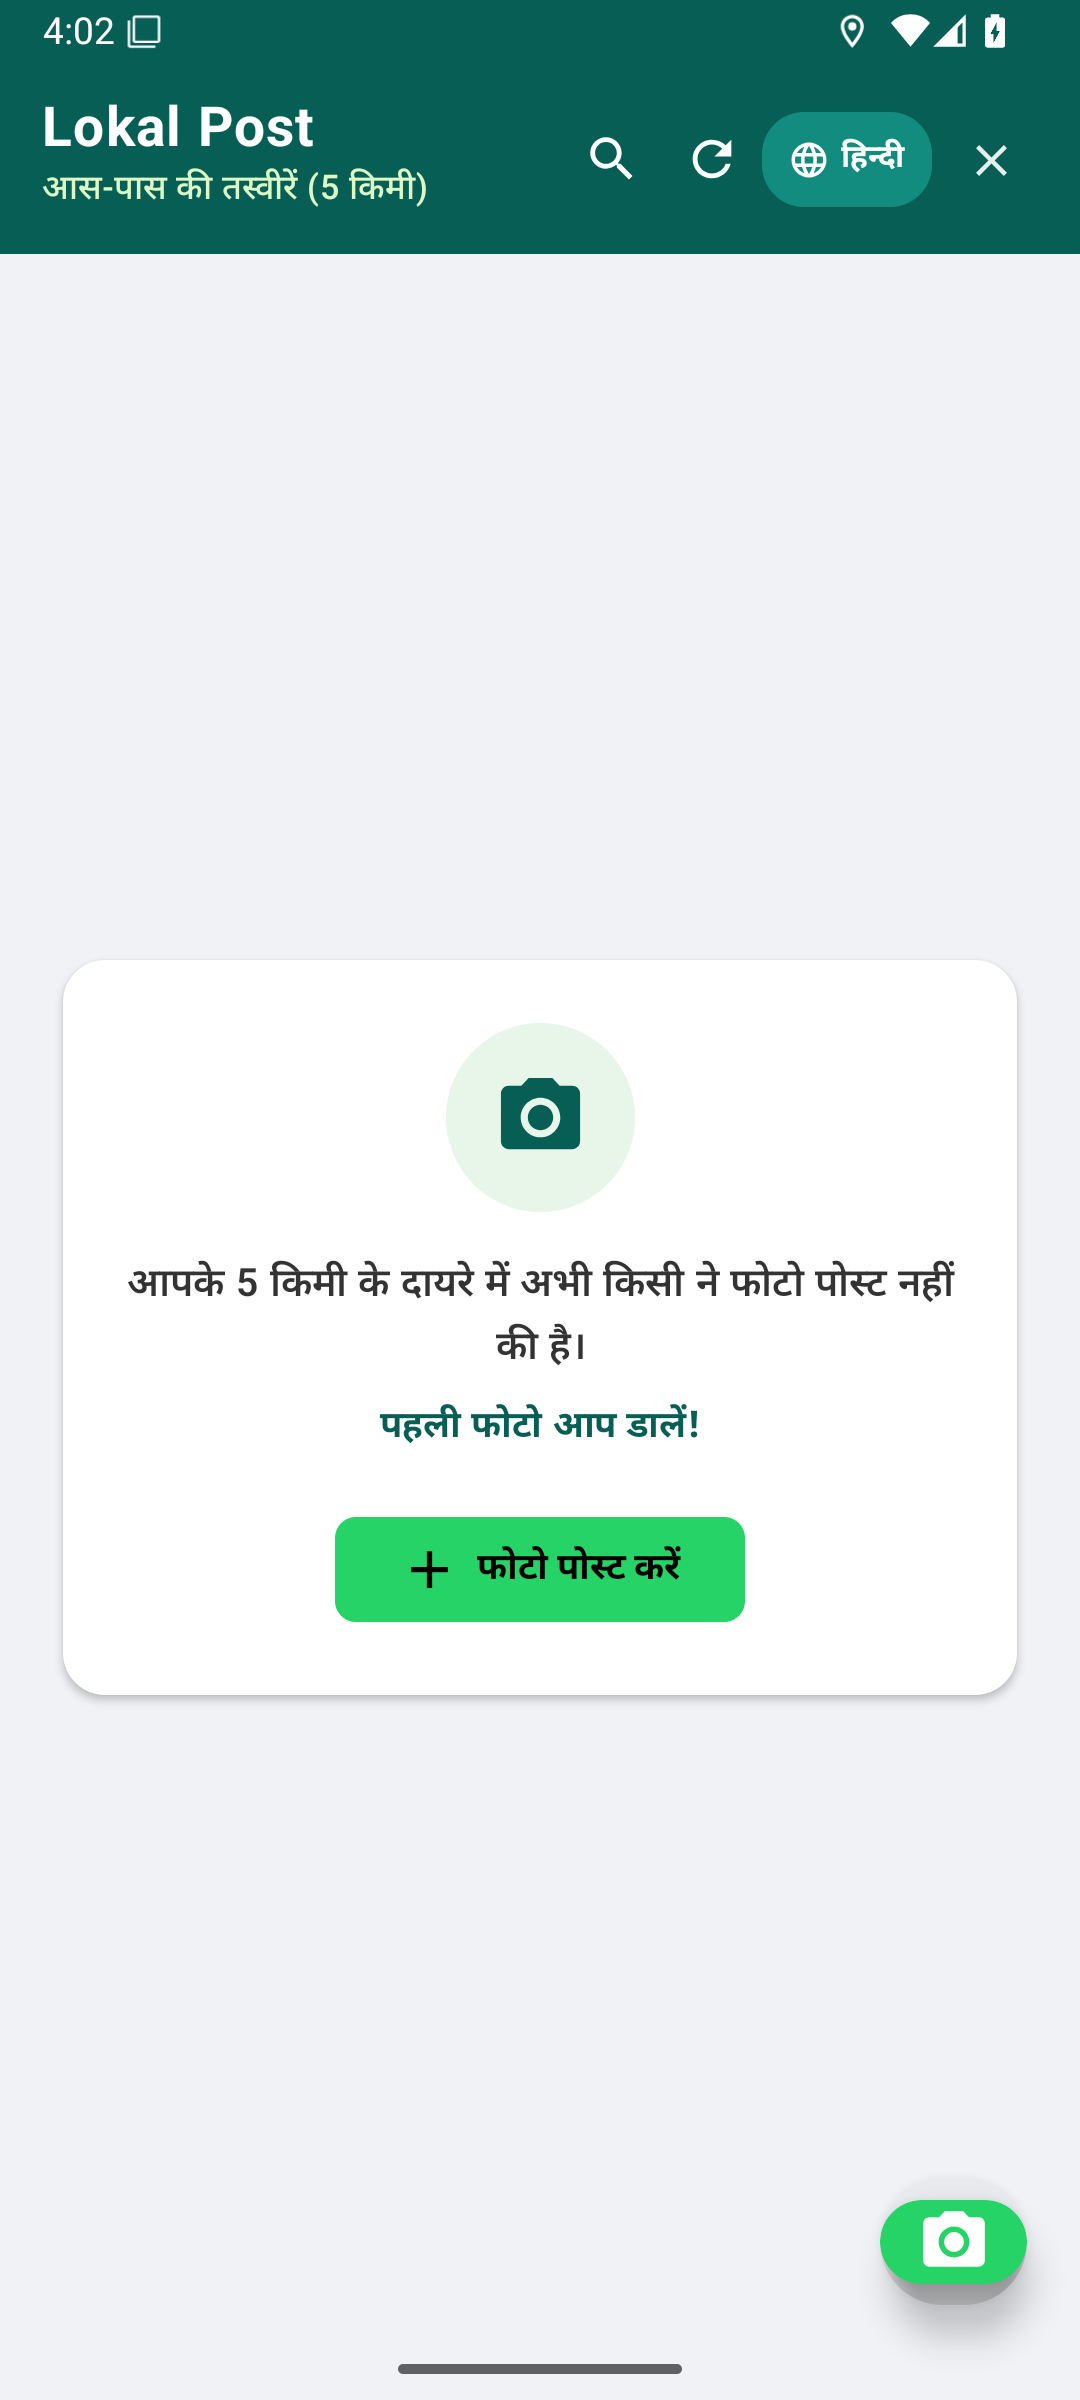 4:02
Lokal Post
आस-पास की तस्वीरें (5 किमी)
हिन्दी
आपके 5 किमी के दायरे में अभी किसी ने फोटो पोस्ट नहीं
की है।
पहली फोटो आप डालें!
फोटो पोस्ट करें